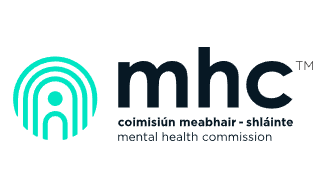 mhc™
coimisiún meabhair - shláinte
mental health commission